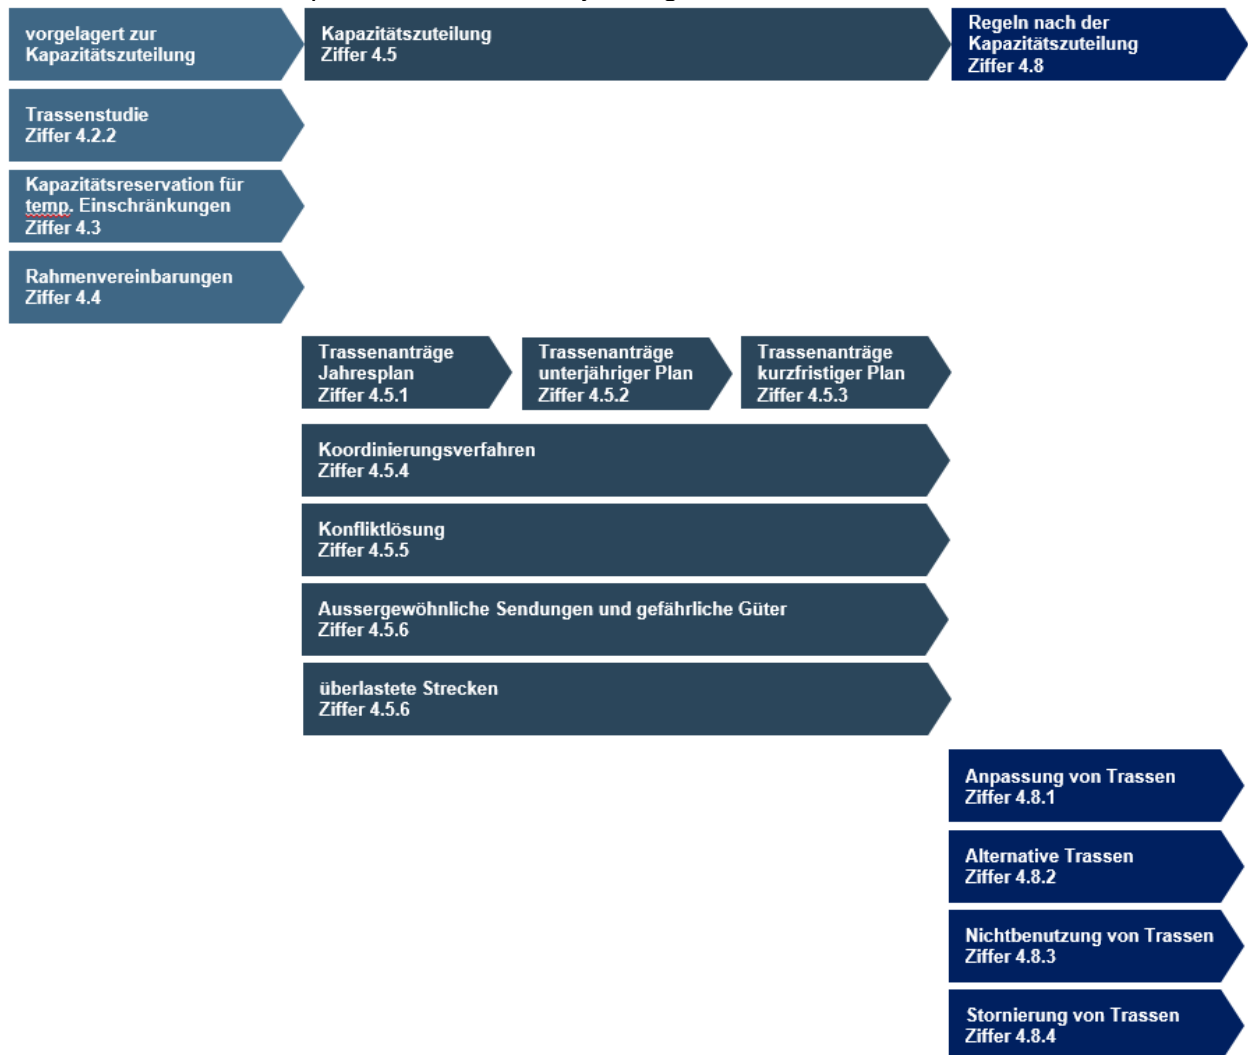 vorgelagert zur
Kapazitätszuteilung
Kapazitätszuteilung
Ziffer 4.5
Regeln nach der
Kapazitätszuteilung
Ziffer 4.8
Trassenstudie
Ziffer 4.2.2
Kapazitätsreservation für
temp. Einschränkungen
Ziffer 4.3
Rahmenvereinbarungen
Ziffer 4.4
Trassenanträge
Jahresplan
Ziffer 4.5.1
Trassenanträge
unterjähriger Plan
Ziffer 4.5.2
Trassenanträge
kurzfristiger Plan
Ziffer 4.5.3
Koordinierungsverfahren
Ziffer 4.5.4
Konfliktlösung
Ziffer 4.5.5
Aussergewöhnliche Sendungen und gefährliche Güter
Ziffer 4.5.6
überlastete Strecken
Ziffer 4.5.6
Anpassung von Trassen
Ziffer 4.8.1
Alternative Trassen
Ziffer 4.8.2
Nichtbenutzung von Trassen
Ziffer 4.8.3
Stornierung von Trassen
Ziffer 4.8.4